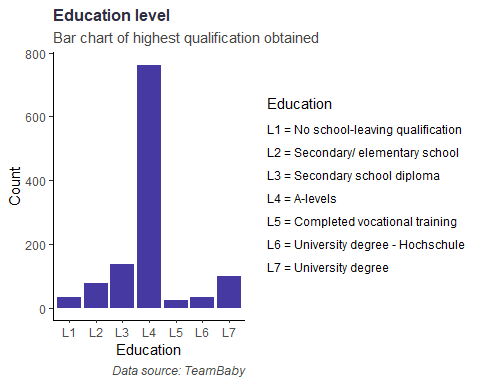 Education level
Bar chart of highest qualification obtained
800
600
400
200
0
Count
L1 L2 L3 L4 L5 L6 L7
Education
Data source: TeamBaby
Education
L1 = No school-leaving qualification
L2 = Secondary/ elementary school
L3 = Secondary school diploma
L4 = A-levels
L5 = Completed vocational training
L6 = University degree - Hochschule
L7 = University degree